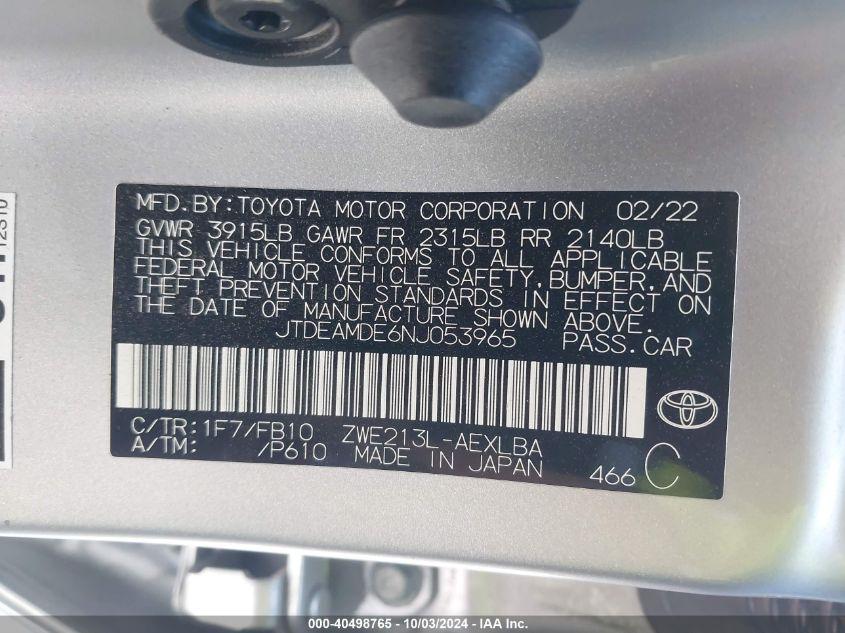 MFD.BY:TOYOTA MOTOR CORPORATION 02/22
GVWR 3915LB GAWR FR 2315LB RR 2140LB
THIS VEHICLE CONFORMS TO ALL APPLICABLE
FEDERAL MOTOR VEHICLE SAFETY,BUMPER,AND
THEFT PREVENTION STANDARDS IN EFFECT ON
THE DATE OF MANUFACTURE SHOWN ABOVE.
JTDEAMDE6NJ053965 PASS.CAR
C/TR:1F7/FB10 ZWE213L-AEXLBA
A/TM: /P610 MADE IN JAPAN
466 C
12310
000-40498765 - 10/03/2024 - IAA Inc.